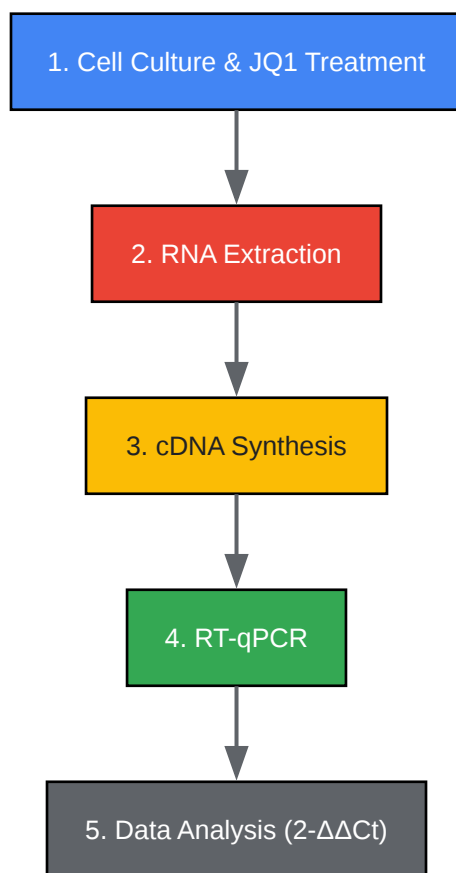 1. Cell Culture & JQ1 Treatment
2. RNA Extraction
3. cDNA Synthesis
4. RT-qPCR
5. Data Analysis (2-ΔΔCt)